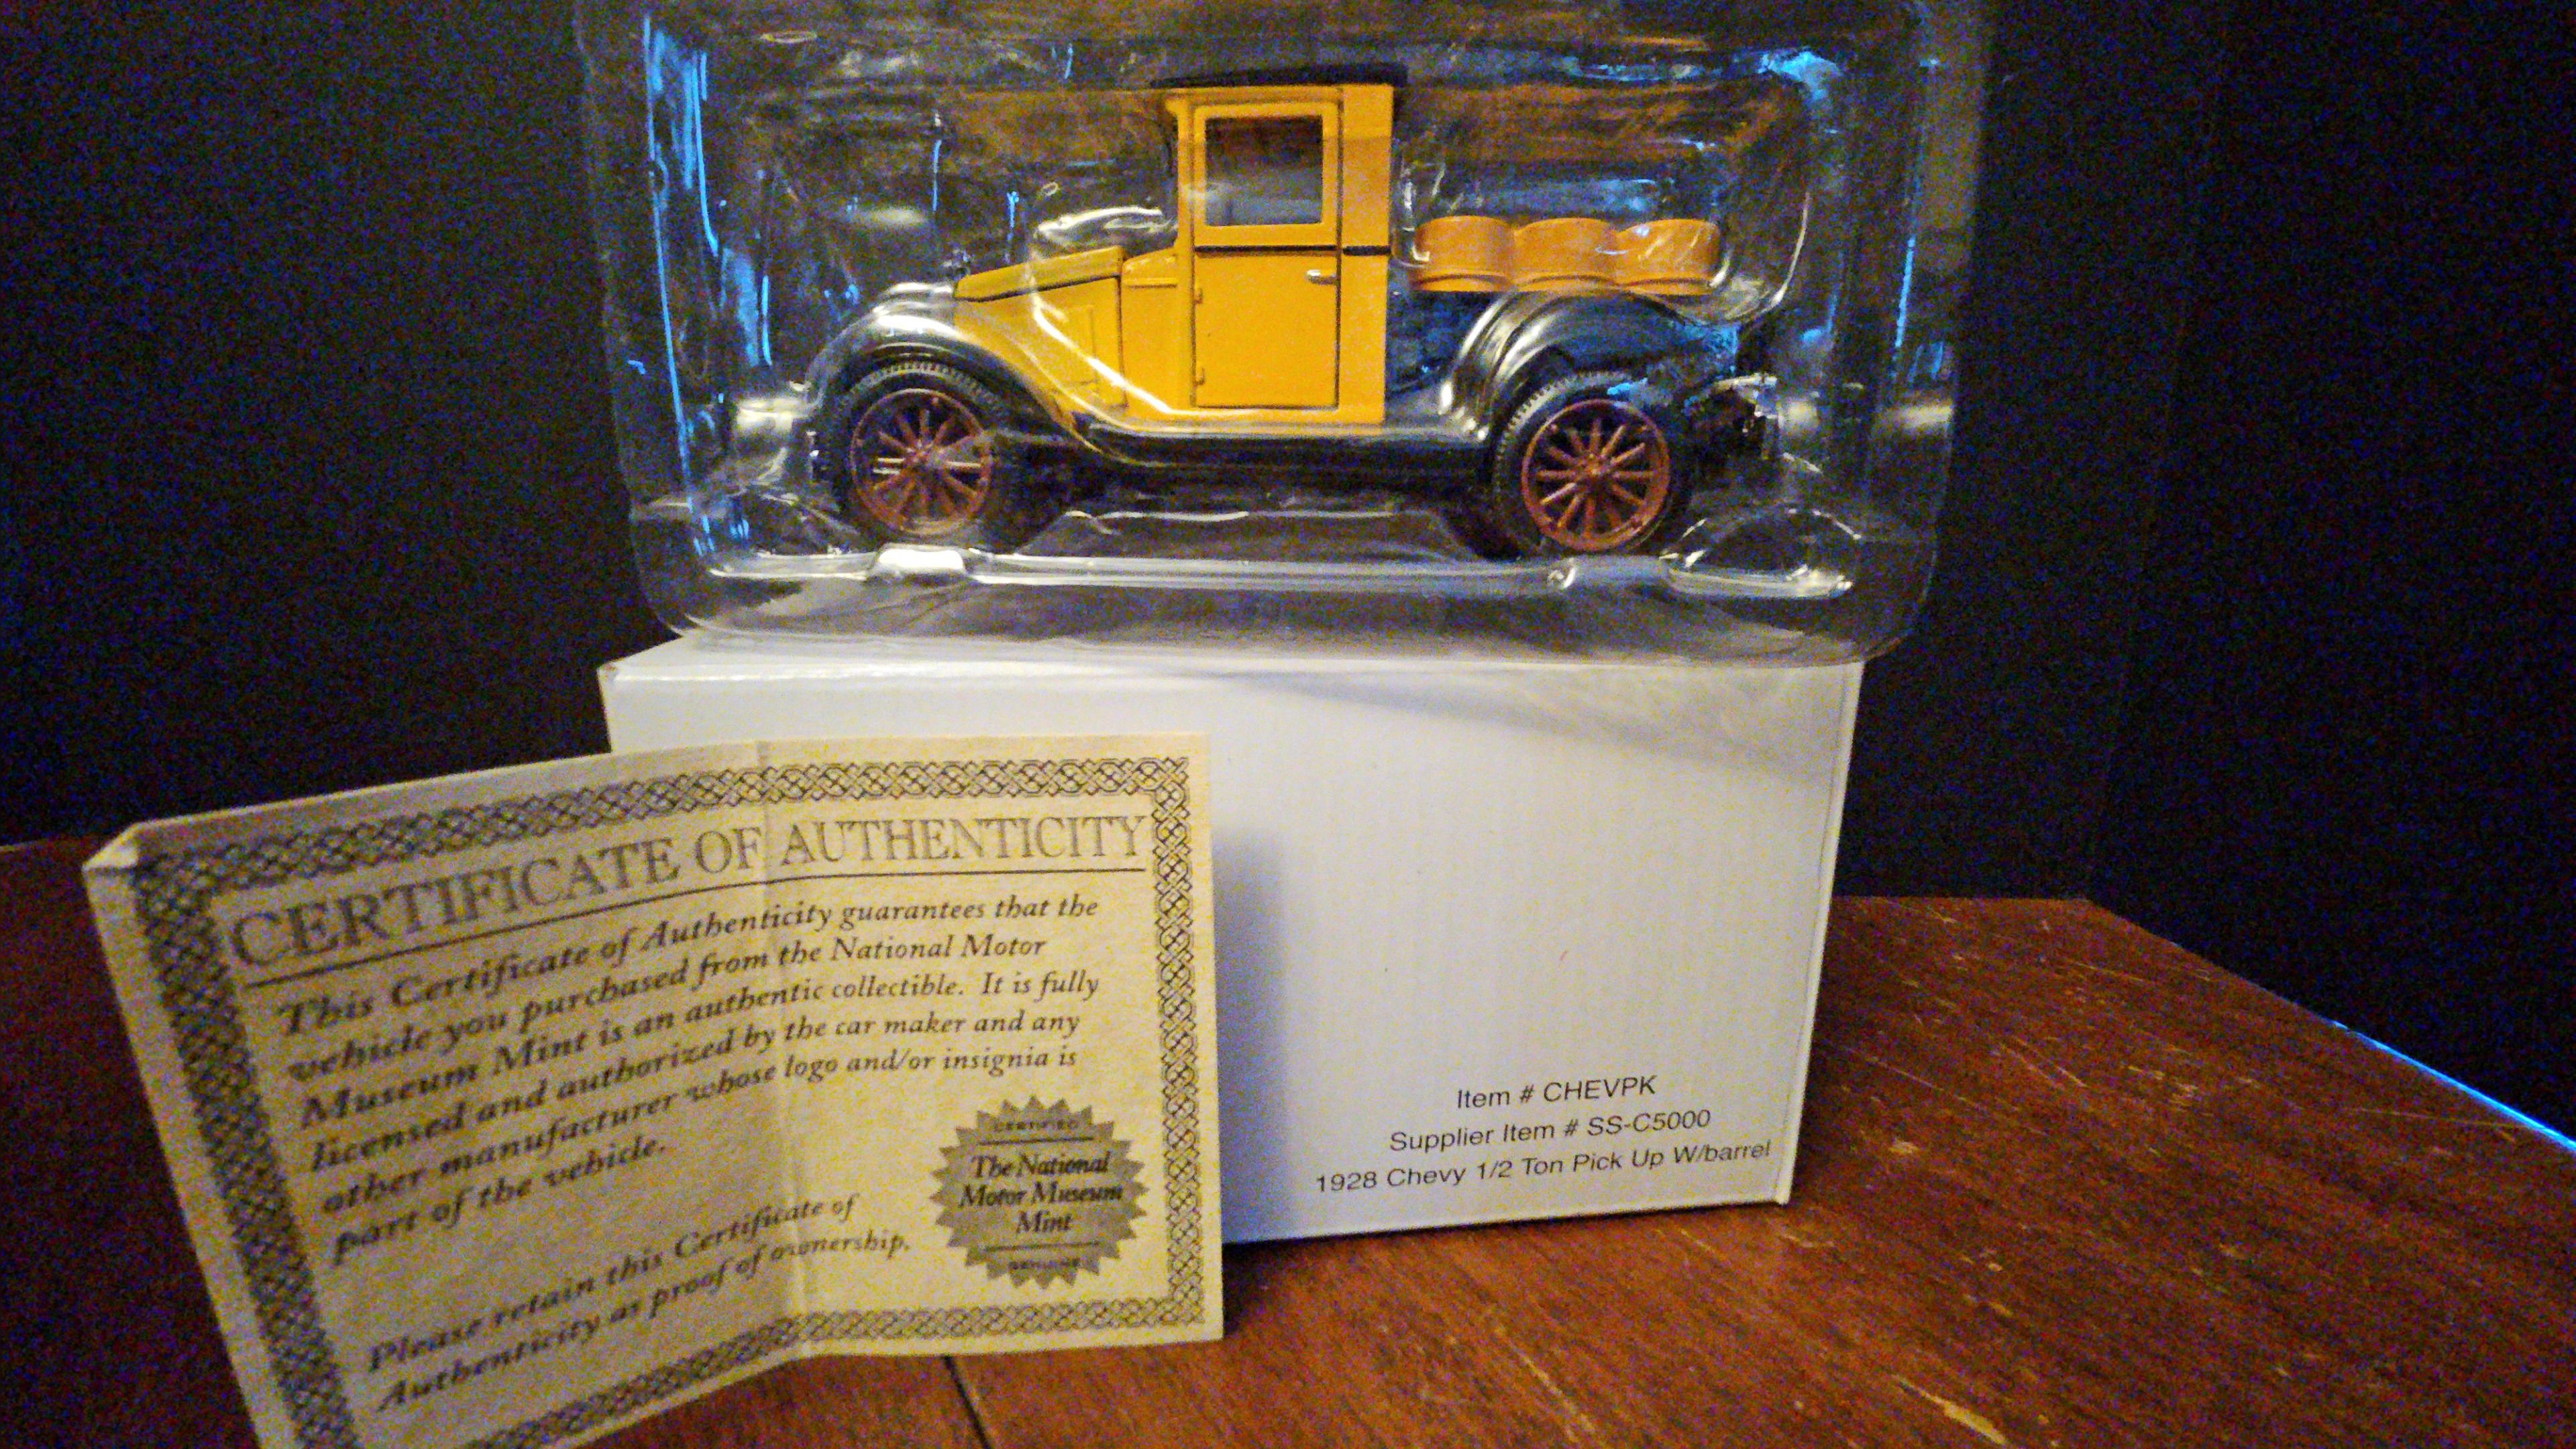 CERTIFICATE OF AUTHENTICITY
This Certificate of Authenticity guarantees that the
vehicle you purchased from the National Motor
Museum Mint is an authentic collectible. It is fully
licensed and authorized by the car maker and any
other manufacturer whose logo and/or insignia is
part of the vehicle.
Please retain this Certificate of
Authenticity as proof of ownership.
CERTIFIED
The National
Motor Museum
Mint
GENUINE
Item # CHEVPK
Supplier Item # SS-C5000
1928 Chevy 1/2 Ton Pick Up W/barrel